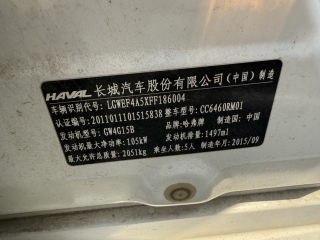 HAVAL 长城汽车股份有限公司(中国)制造
车辆识别代号: LGWEF4A5XFF186004
2011011101515838 整车型号: CC6460RM01
发动机型号: GW4G15B 品牌: 哈弗牌 制造国: 中国
发动机最大净功率: 105kW 发动机排量: 1497ml
最大允许总质量: 2051kg 乘坐人数: 5人 制造年月: 2015/09